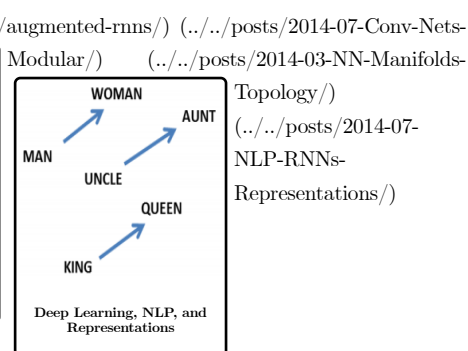 /augmented-rnns/) (../../posts/2014-07-Conv-Nets-
Modular/) (../../posts/2014-03-NN-Manifolds-
Topology/)
(../../posts/2014-07-
NLP-RNNs-
Representations/)
WOMAN
AUNT
MAN
UNCLE
QUEEN
KING
Deep Learning, NLP, and
Representations